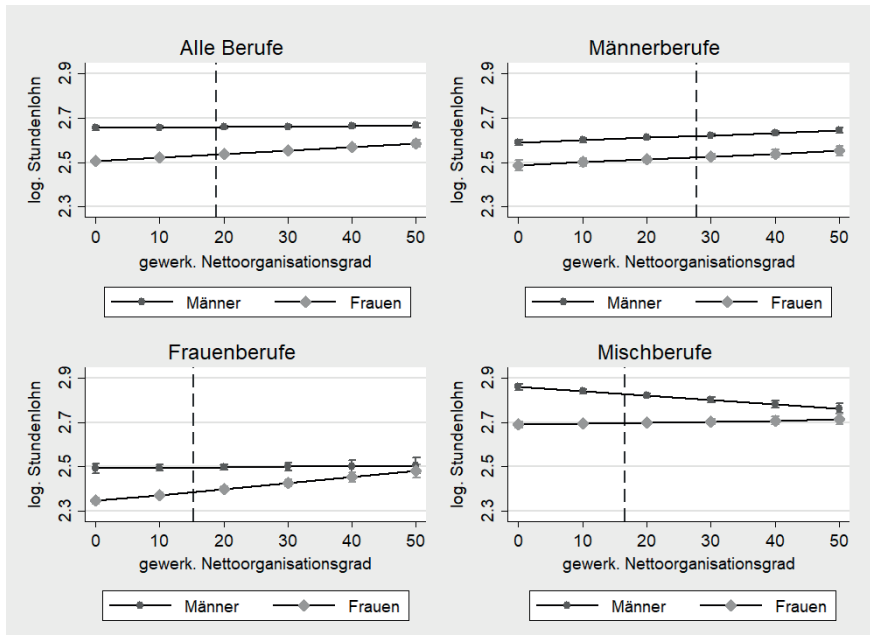 Alle Berufe
log. Stundenlohn
2.9
2.7
2.5
2.3
0 10 20 30 40 50
gewerk. Nettoorganisationsgrad
Männer Frauen
Männerberufe
log. Stundenlohn
2.9
2.7
2.5
2.3
0 10 20 30 40 50
gewerk. Nettoorganisationsgrad
Männer Frauen
Frauenberufe
log. Stundenlohn
2.9
2.7
2.5
2.3
0 10 20 30 40 50
gewerk. Nettoorganisationsgrad
Männer Frauen
Mischberufe
log. Stundenlohn
2.9
2.7
2.5
2.3
0 10 20 30 40 50
gewerk. Nettoorganisationsgrad
Männer Frauen